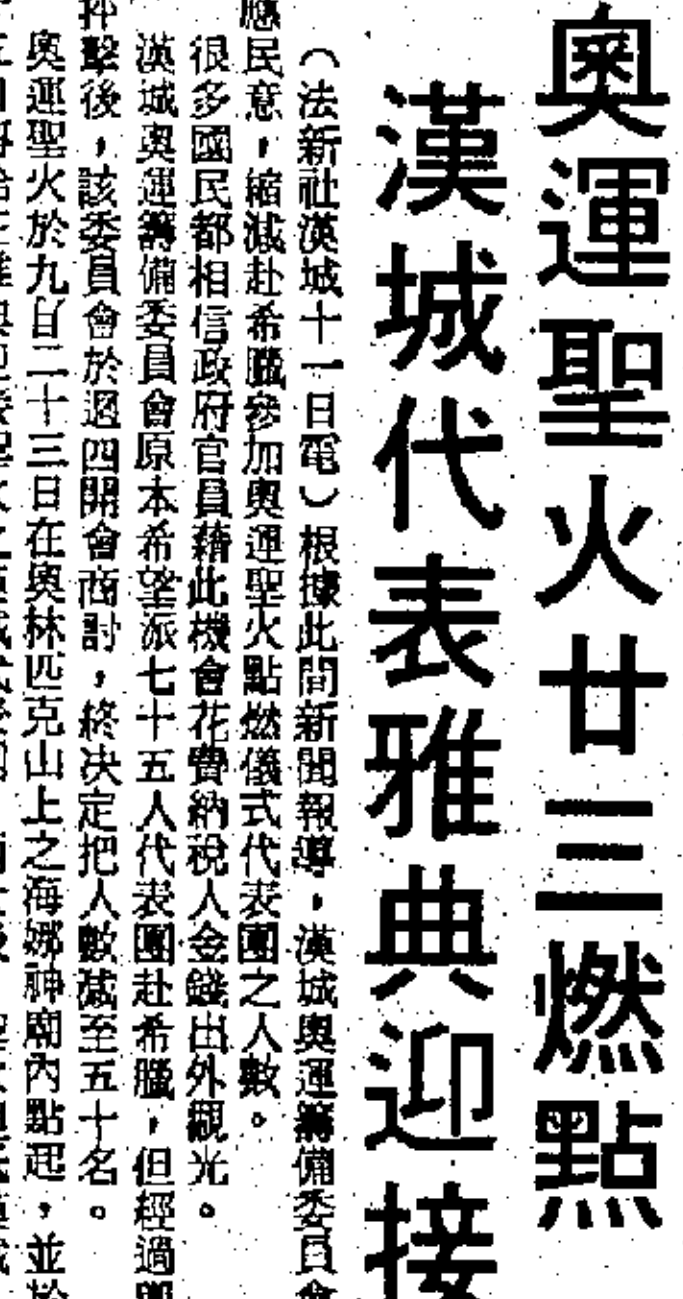 奧運聖火廿三燃點
漢城代表雅典迎接
（法新社漢城十一日電）根據此間新聞報導，漢城奧運籌備委員會
應民意，縮減赴希臘參加奧運聖火點燃儀式代表團之人數。
很多國民都相信政府官員藉此機會花費納稅人金錢出外觀光。
漢城奧運籌備委員會原本希望派七十五人代表團赴希臘，但經過輿
抨擊後，該委員會於週四開會商討，終決定把人數減至五十名。
奧運聖火於九月二十三日在奧林匹克山上之海娜神廟內點起，並於